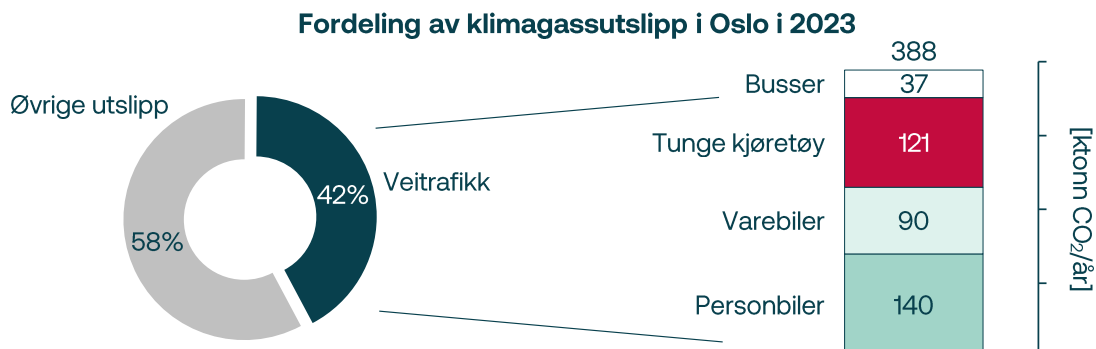 Fordeling av klimagassutslipp i Oslo i 2023
Øvrige utslipp
58%
42%
Veitrafikk
388
Busser 37
Tunge kjøretøy 121
Varebiler 90
Personbiler 140
[ktonn CO₂/år]